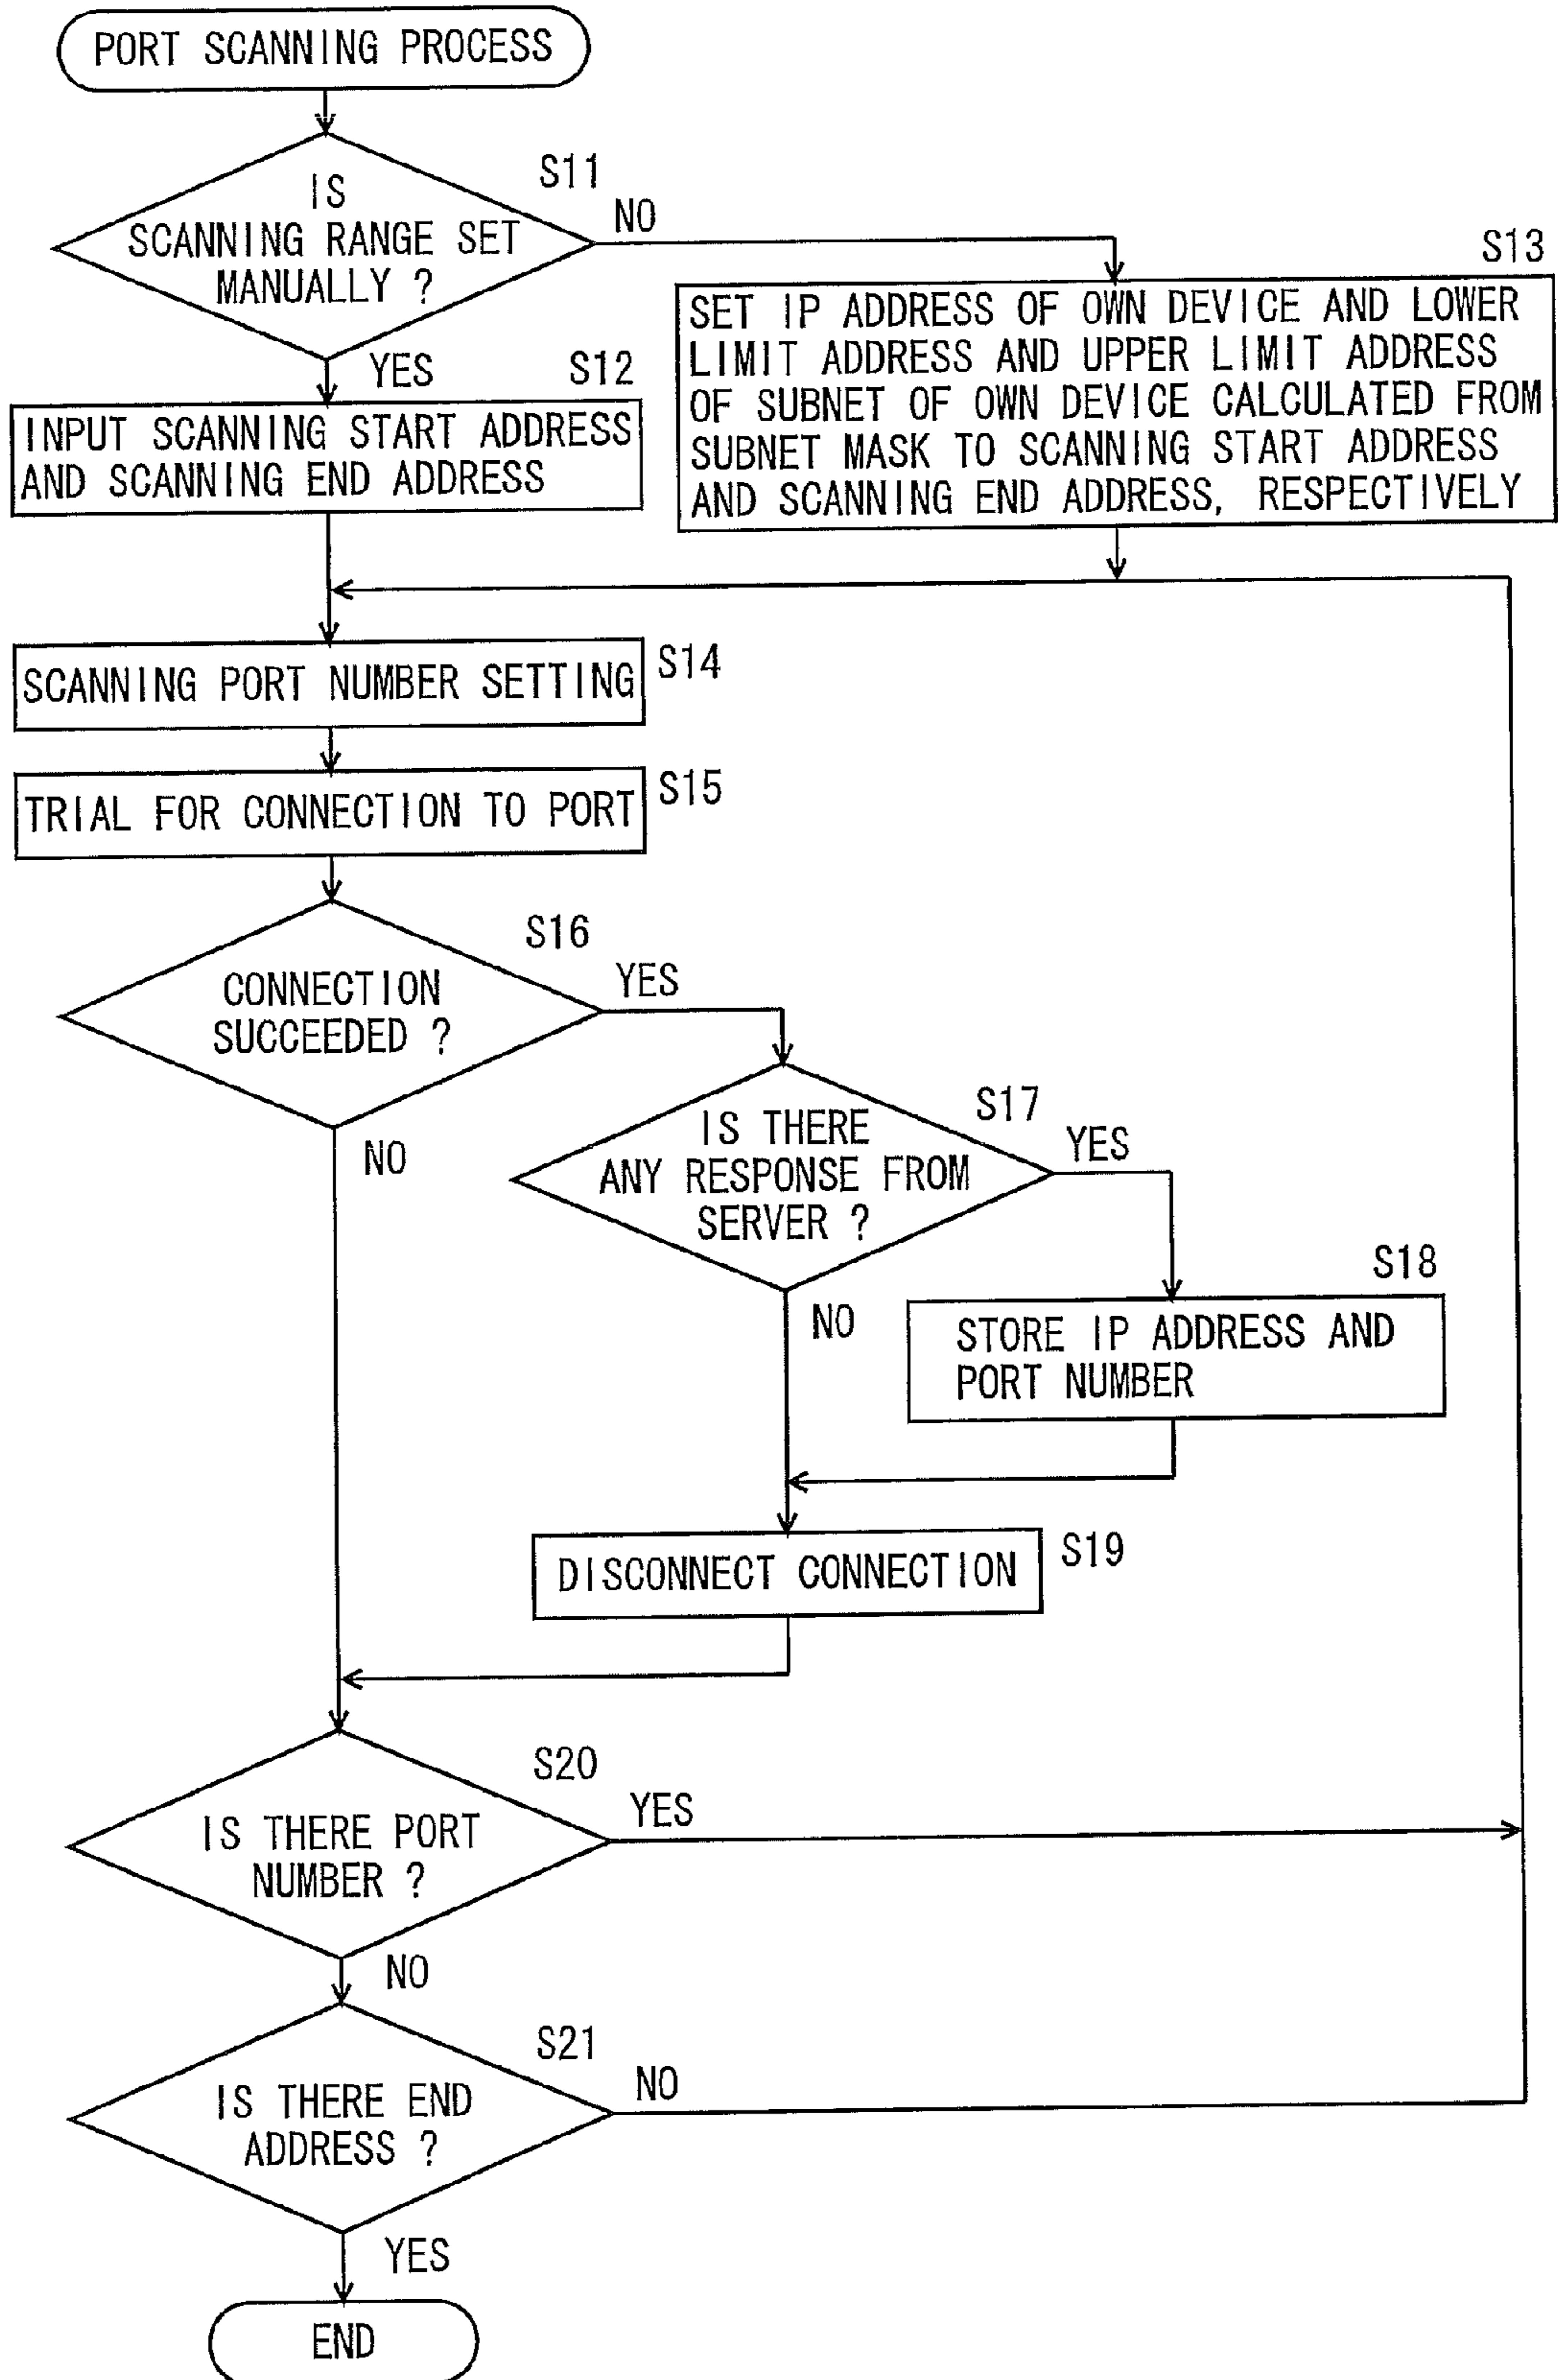 PORT SCANNING PROCESS
S11
IS
SCANNING RANGE SET
MANUALLY ?
NO
YES
S12
INPUT SCANNING START ADDRESS
AND SCANNING END ADDRESS
S13
SET IP ADDRESS OF OWN DEVICE AND LOWER
LIMIT ADDRESS AND UPPER LIMIT ADDRESS
OF SUBNET OF OWN DEVICE CALCULATED FROM
SUBNET MASK TO SCANNING START ADDRESS
AND SCANNING END ADDRESS, RESPECTIVELY
SCANNING PORT NUMBER SETTING
S14
TRIAL FOR CONNECTION TO PORT
S15
S16
CONNECTION
SUCCEEDED ?
YES
NO
S17
IS THERE
ANY RESPONSE FROM
SERVER ?
YES
NO
S18
STORE IP ADDRESS AND
PORT NUMBER
DISCONNECT CONNECTION
S19
S20
IS THERE PORT
NUMBER ?
YES
NO
S21
IS THERE END
ADDRESS ?
NO
YES
END